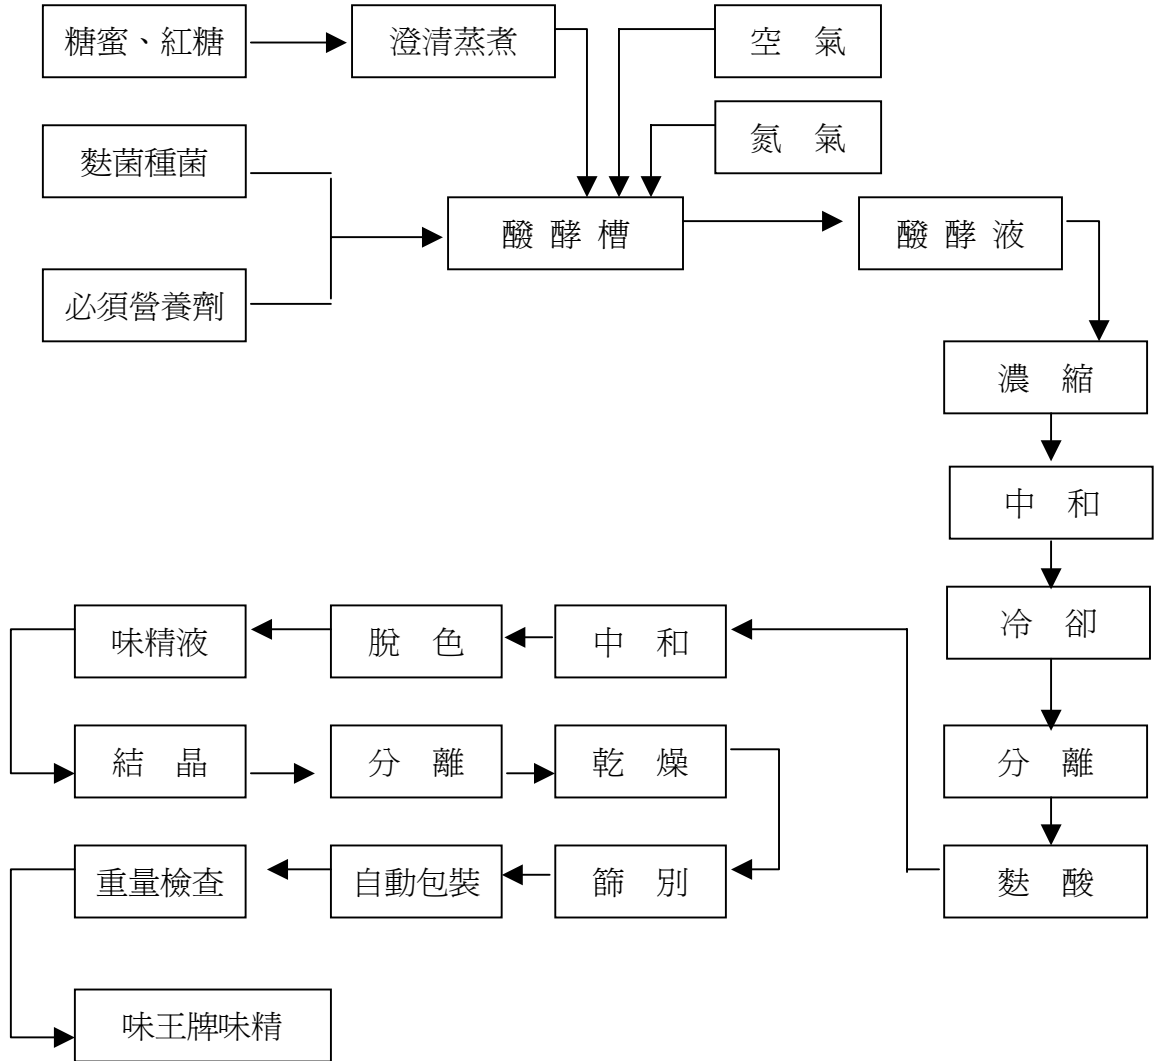 糖蜜、紅糖
澄清蒸煮
空 氣
氮 氣
麩菌種菌
必須營養劑
醱 酵 槽
醱 酵 液
濃 縮
中 和
冷 卻
分 離
麩 酸
中 和
脫 色
味精液
結 晶
分 離
乾 燥
篩 別
自動包裝
重量檢查
味王牌味精